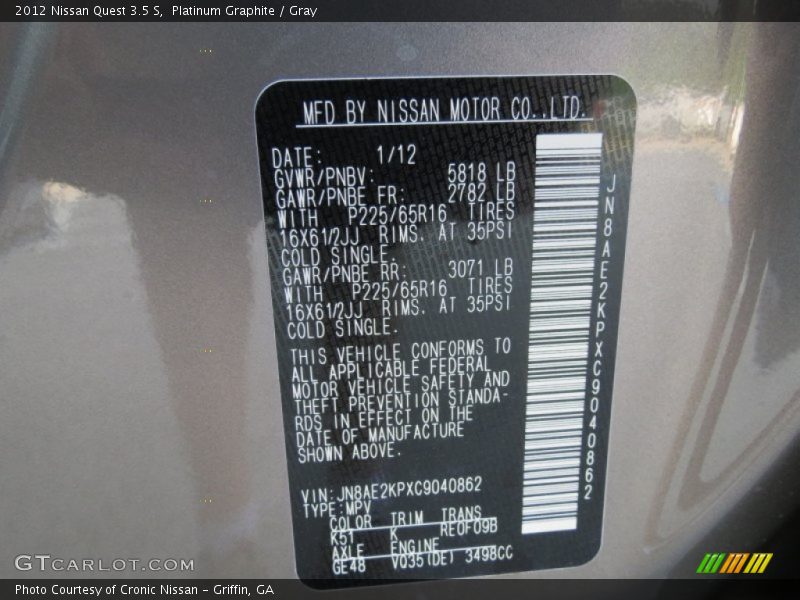 2012 Nissan Quest 3.5 S,  Platinum Graphite / Gray
MFD BY NISSAN MOTOR CO.,LTD.
DATE: 1/12
GVWR/PNBV: 5818 LB
GAWR/PNBE FR: 2782 LB
WITH P225/65R16 TIRES
16X61/2JJ RIMS. AT 35PSI
COLD SINGLE.
GAWR/PNBE RR: 3071 LB
WITH P225/65R16 TIRES
16X61/2JJ RIMS. AT 35PSI
COLD SINGLE.
THIS VEHICLE CONFORMS TO
ALL APPLICABLE FEDERAL
MOTOR VEHICLE SAFETY AND
THEFT PREVENTION STANDA-
RDS IN EFFECT ON THE
DATE OF MANUFACTURE
SHOWN ABOVE.
VIN:JN8AE2KPXC9040862
TYPE:MPV
COLOR TRIM TRANS
K51 K RE0F09B
AXLE ENGINE
GE48 VQ35(DE) 3498CC
JN8AE2KPXC9040862
GTCARLOT.COM
Photo Courtesy of Cronic Nissan – Griffin, GA